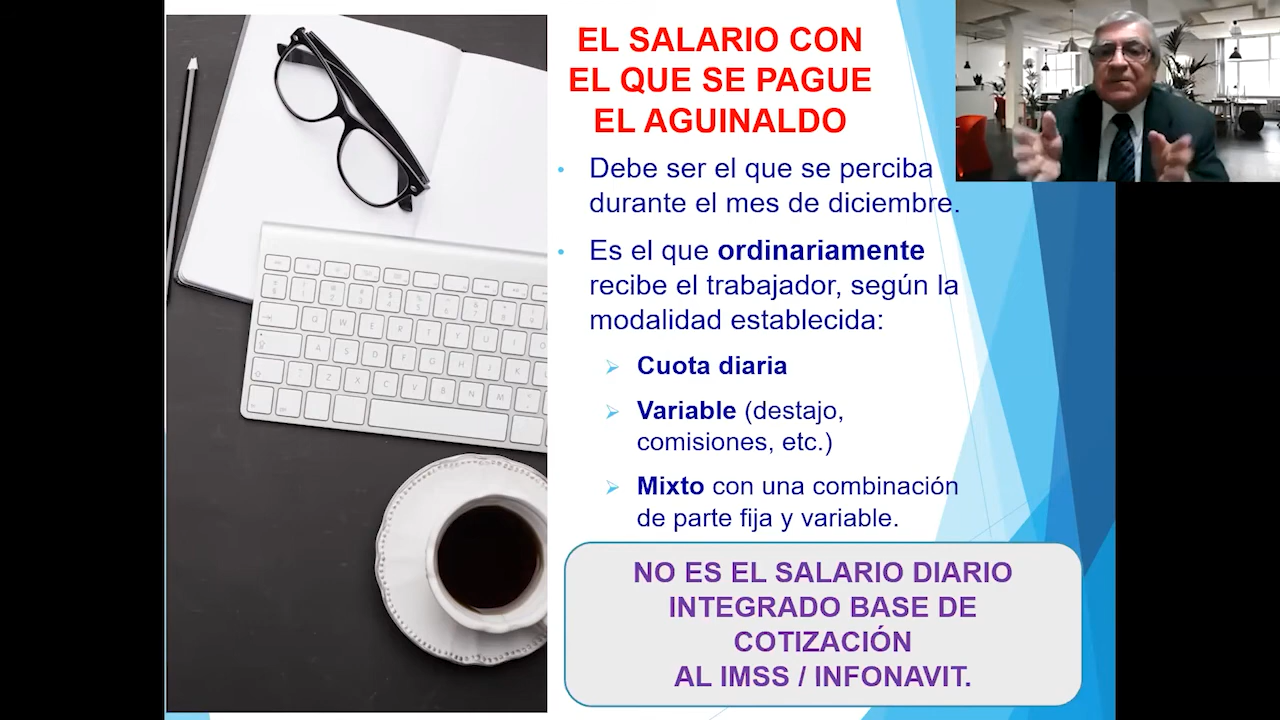 EL SALARIO CON
EL QUE SE PAGUE
EL AGUINALDO
• Debe ser el que se perciba
durante el mes de diciembre.
• Es el que ordinariamente
recibe el trabajador, según la
modalidad establecida:
➢ Cuota diaria
➢ Variable (destajo,
comisiones, etc.)
➢ Mixto con una combinación
de parte fija y variable.
NO ES EL SALARIO DIARIO
INTEGRADO BASE DE
COTIZACIÓN
AL IMSS / INFONAVIT.